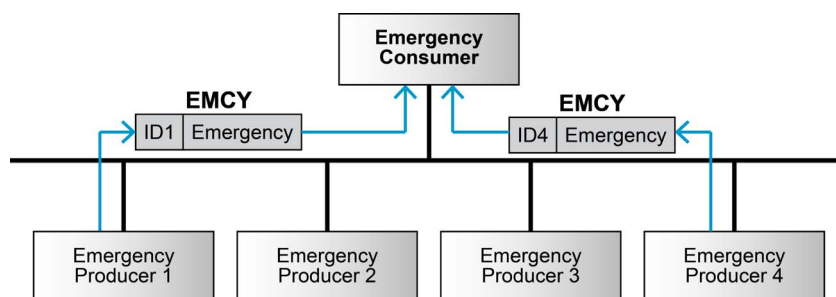 Emergency
Consumer
EMCY
ID1 Emergency
EMCY
ID4 Emergency
Emergency
Producer 1
Emergency
Producer 2
Emergency
Producer 3
Emergency
Producer 4